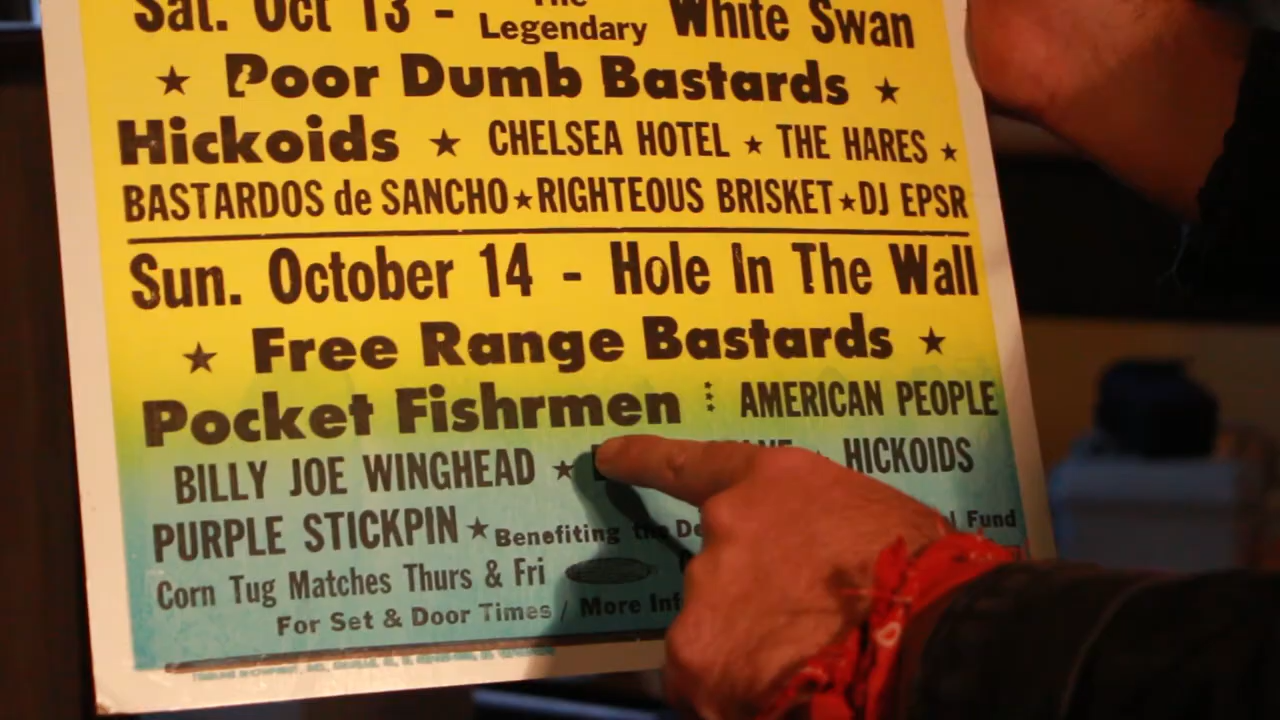 Sat. Oct 13 - The Legendary White Swan
★ Poor Dumb Bastards ★
Hickoids ★ CHELSEA HOTEL ★ THE HARES ★
BASTARDOS de SANCHO ★ RIGHTEOUS BRISKET ★ DJ EPSR
Sun. October 14 - Hole In The Wall
★ Free Range Bastards ★
Pocket Fishrmen AMERICAN PEOPLE
BILLY JOE WINGHEAD ★ HICKOIDS
PURPLE STICKPIN ★ Benefiting the Fund
Corn Tug Matches Thurs & Fri
For Set & Door Times / More